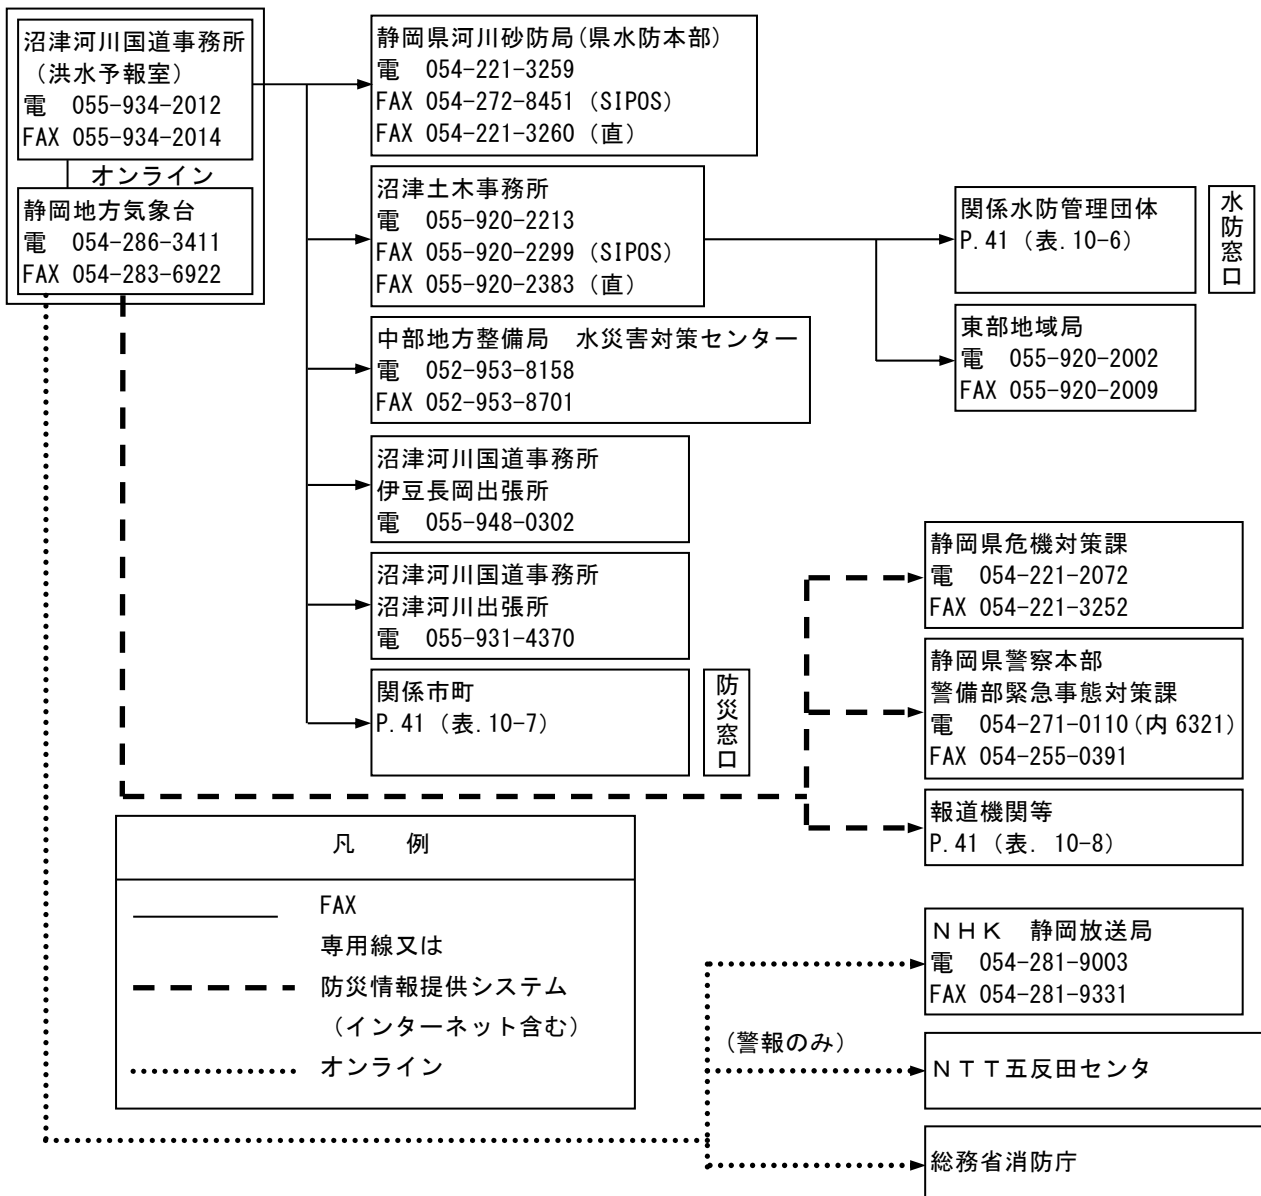 沼津河川国道事務所
（洪水予報室）
電　055-934-2012
FAX 055-934-2014
オンライン
静岡地方気象台
電　054-286-3411
FAX 054-283-6922
静岡県河川砂防局(県水防本部)
電　054-221-3259
FAX 054-272-8451（SIPOS）
FAX 054-221-3260（直）
沼津土木事務所
電　055-920-2213
FAX 055-920-2299（SIPOS）
FAX 055-920-2383（直）
中部地方整備局　水災害対策センター
電　052-953-8158
FAX 052-953-8701
沼津河川国道事務所
伊豆長岡出張所
電　055-948-0302
沼津河川国道事務所
沼津河川出張所
電　055-931-4370
関係市町
P.41（表.10-7）
防災窓口
関係水防管理団体
P.41（表.10-6）
水防窓口
東部地域局
電　055-920-2002
FAX 055-920-2009
静岡県危機対策課
電　054-221-2072
FAX 054-221-3252
静岡県警察本部
警備部緊急事態対策課
電　054-271-0110(内 6321)
FAX 054-255-0391
報道機関等
P.41（表. 10-8）
凡　例
FAX
専用線又は
防災情報提供システム
（インターネット含む）
オンライン
ＮＨＫ　静岡放送局
電　054-281-9003
FAX 054-281-9331
（警報のみ）
ＮＴＴ五反田センタ
総務省消防庁